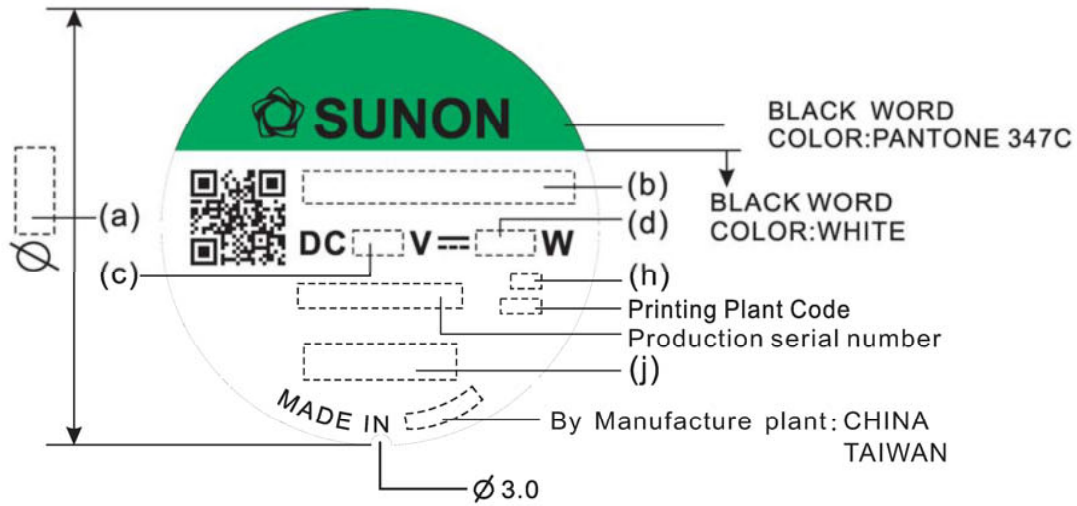 SUNON
BLACK WORD
COLOR:PANTONE 347C
(b)
BLACK WORD
COLOR:WHITE
(a)
Ø
(d)
DC V W
(c)
(h)
Printing Plant Code
Production serial number
(j)
MADE IN
By Manufacture plant: CHINA
TAIWAN
Ø 3.0